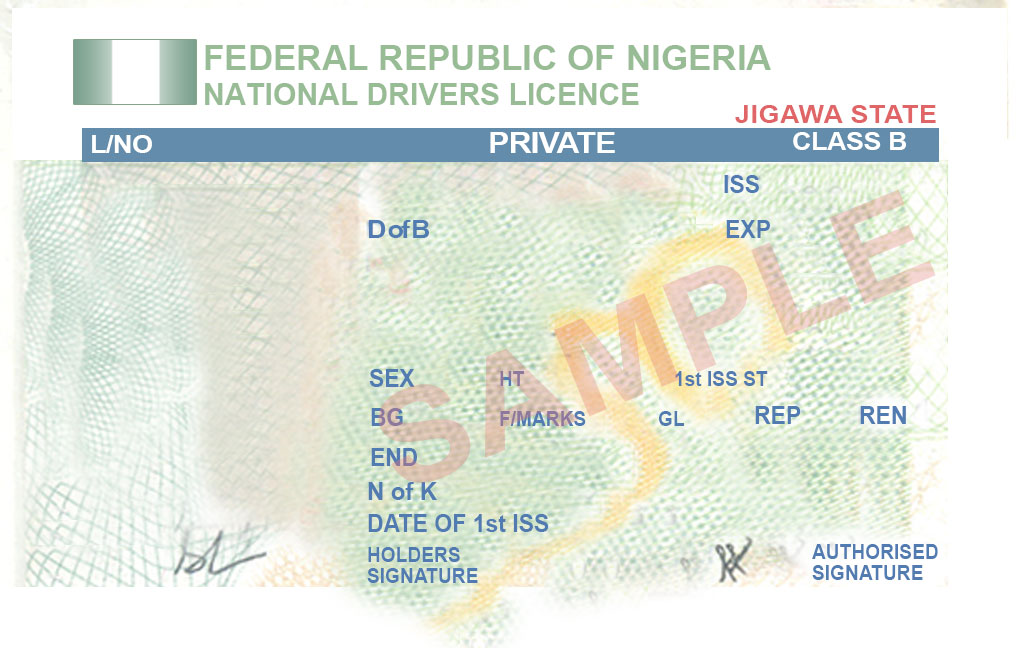 FEDERAL REPUBLIC OF NIGERIA
NATIONAL DRIVERS LICENCE
JIGAWA STATE
L/NO PRIVATE CLASS B
ISS
DofB EXP
SAMPLE
SEX HT 1st ISS ST
BG F/MARKS GL REP REN
END
N of K
DATE OF 1st ISS
HOLDERS SIGNATURE
AUTHORISED SIGNATURE